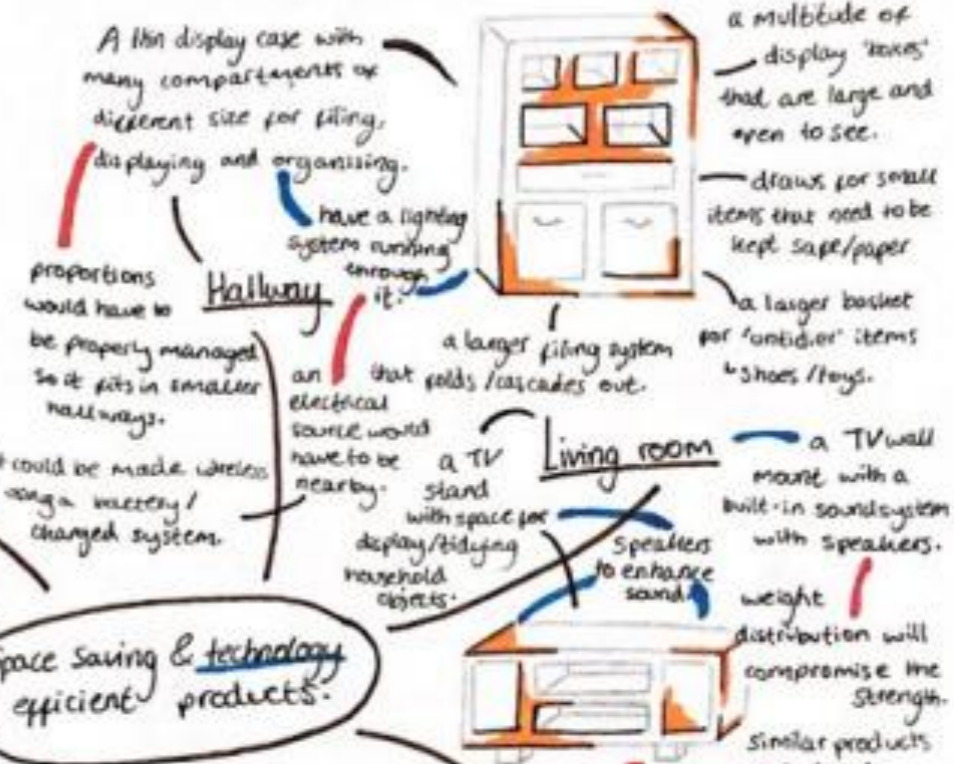 A thin display case with
many compartments of
different size for filing,
displaying and organising.
proportions
would have to
be properly managed
so it fits in smaller
hallways.
Hallway
have a lighting
system running
through
it.
an
electrical
source would
have to be
nearby.
could be made wireless
using a battery/
charged system.
a multitude of
display 'boxes'
that are large and
open to see.
draws for small
items that need to be
kept safe/paper
a larger basket
for 'untidier' items
shoes/toys.
a larger filing system
that folds/cascades out.
Living room
a TV
stand
with space for
display/tidying
household
objects.
speakers
to enhance
sound.
a TV wall
mount with a
built-in soundsystem
with speakers.
weight
distribution will
compromise the
strength.
similar products
space saving & technology
efficient products.